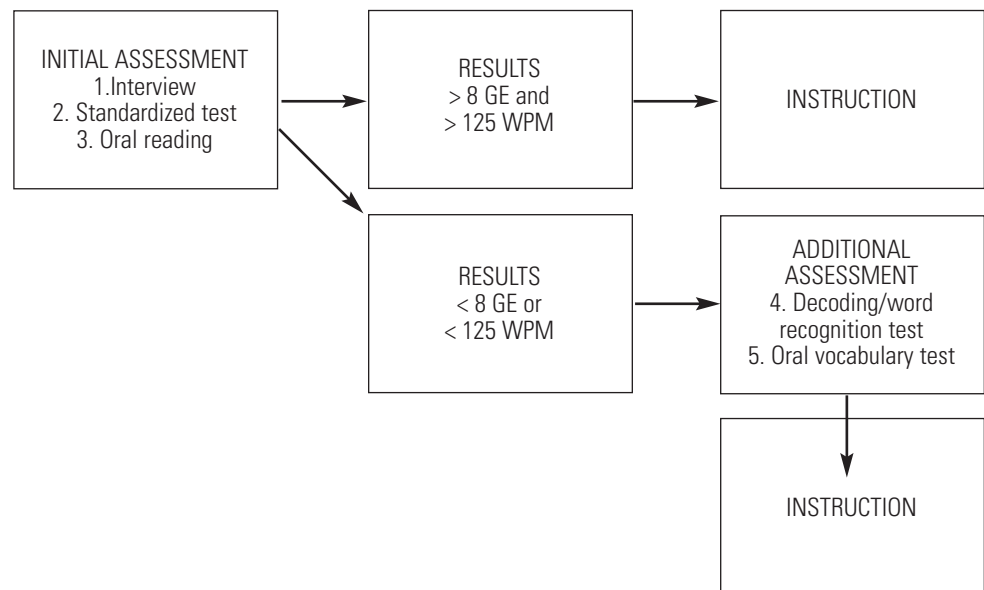 INITIAL ASSESSMENT
1.Interview
2. Standardized test
3. Oral reading
RESULTS
> 8 GE and
> 125 WPM
INSTRUCTION
RESULTS
< 8 GE or
< 125 WPM
ADDITIONAL
ASSESSMENT
4. Decoding/word
recognition test
5. Oral vocabulary test
INSTRUCTION